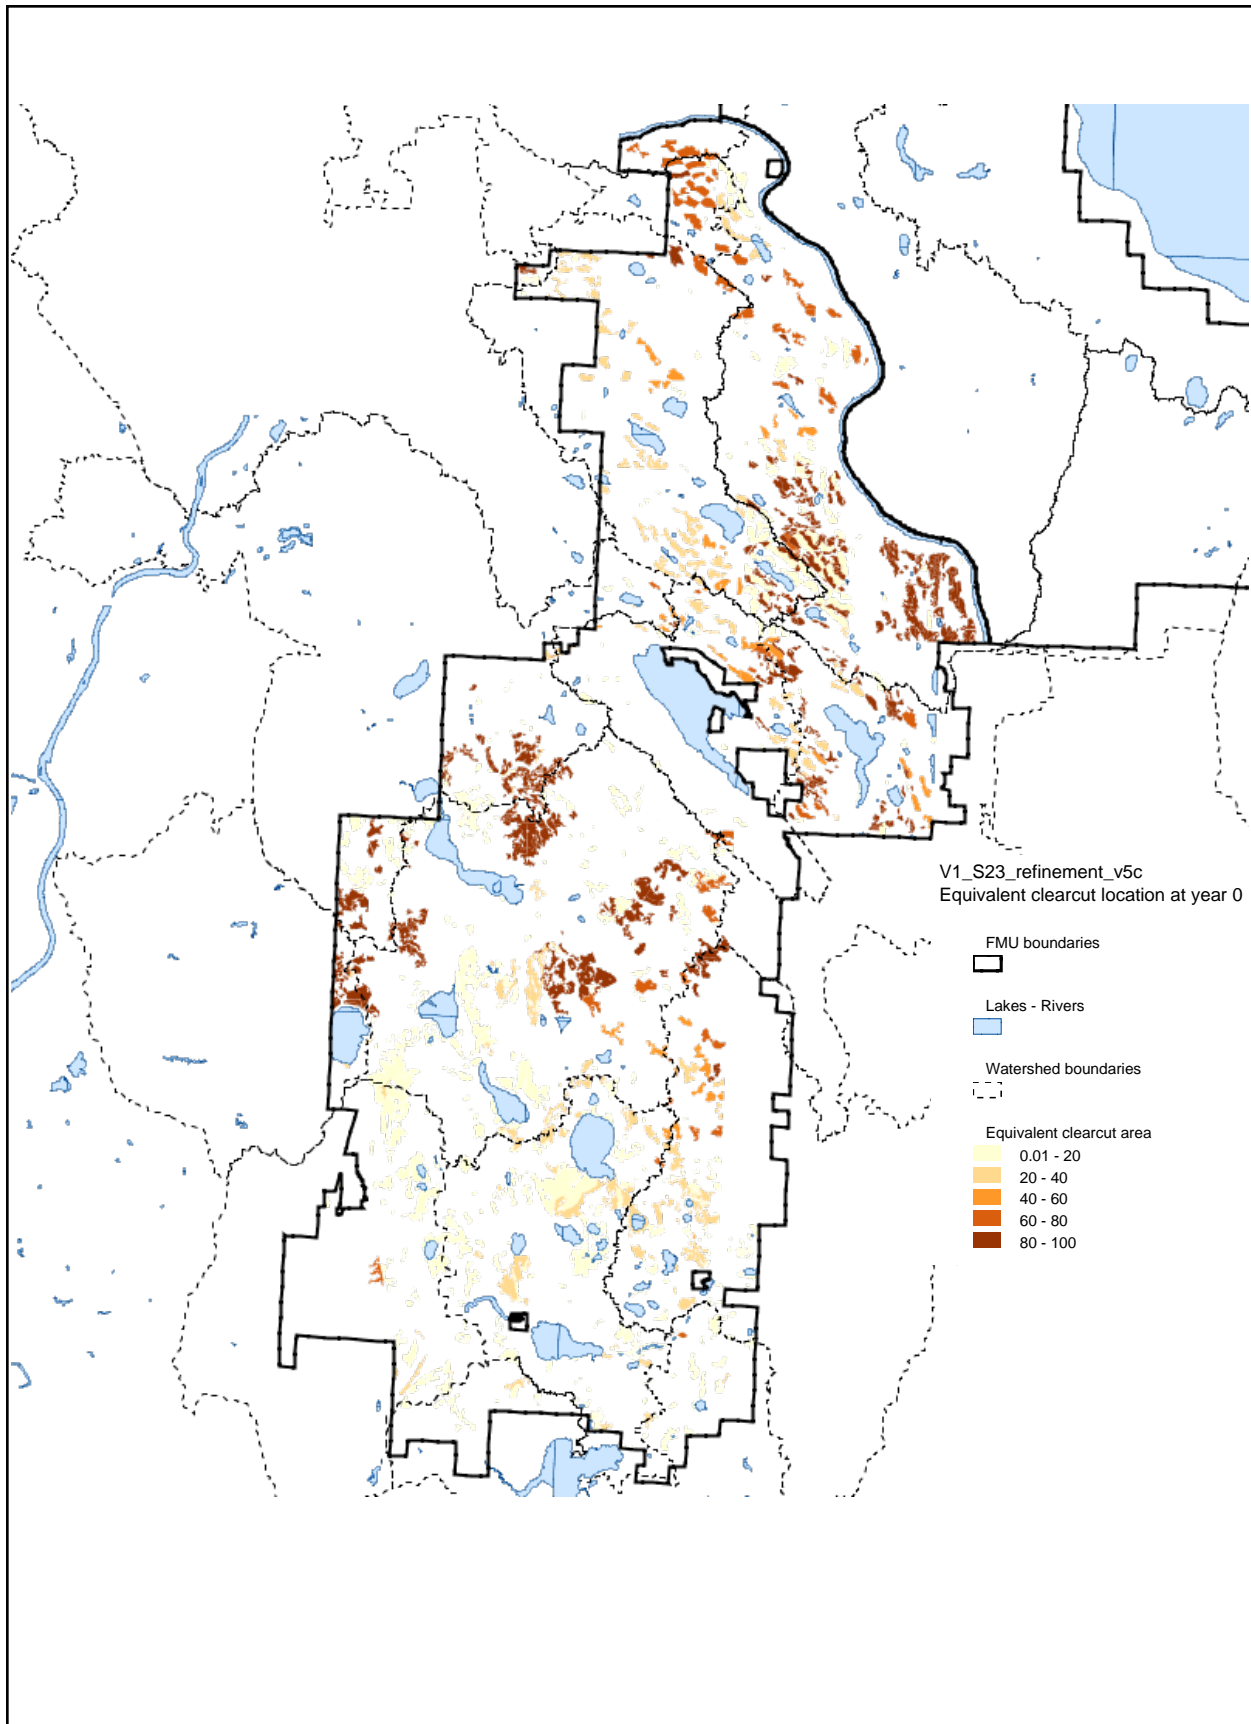 V1_S23_refinement_v5c
Equivalent clearcut location at year 0
FMU boundaries
Lakes - Rivers
Watershed boundaries
Equivalent clearcut area
0.01 - 20
20 - 40
40 - 60
60 - 80
80 - 100